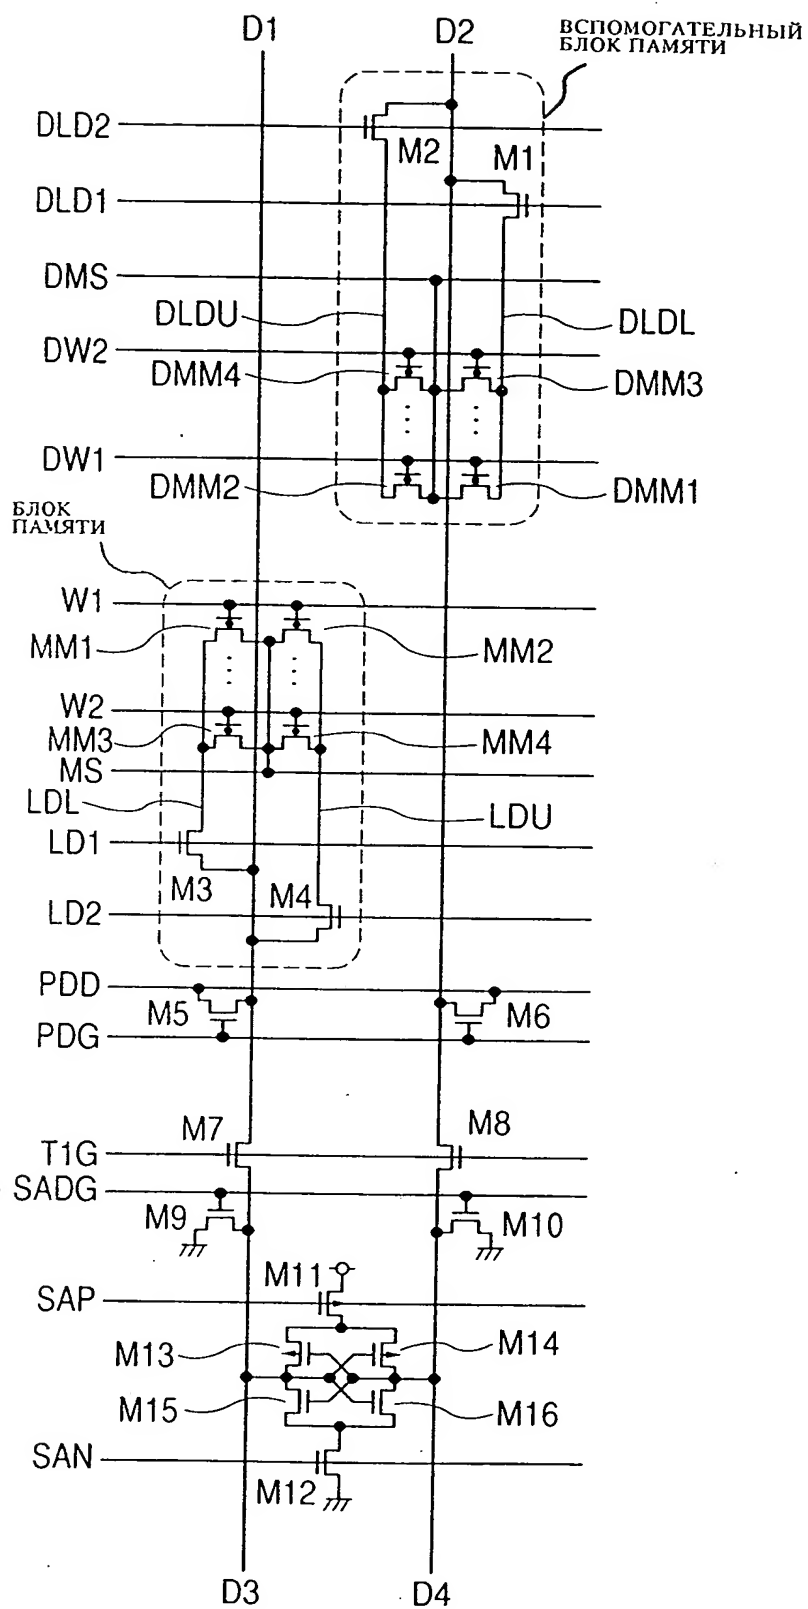 D1 D2
ВСПОМОГАТЕЛЬНЫЙ
БЛОК ПАМЯТИ
DLD2
M2 M1
DLD1
DMS
DLDU DLDL
DW2
DMM4 DMM3
DW1
DMM2 DMM1
БЛОК
ПАМЯТИ
W1
MM1 MM2
W2
MM3 MM4
MS
LDL LDU
LD1
M3 M4
LD2
PDD
M5 M6
PDG
M7 M8
T1G
SADG
M9 M10
M11
SAP
M13 M14
M15 M16
SAN
M12
D3 D4